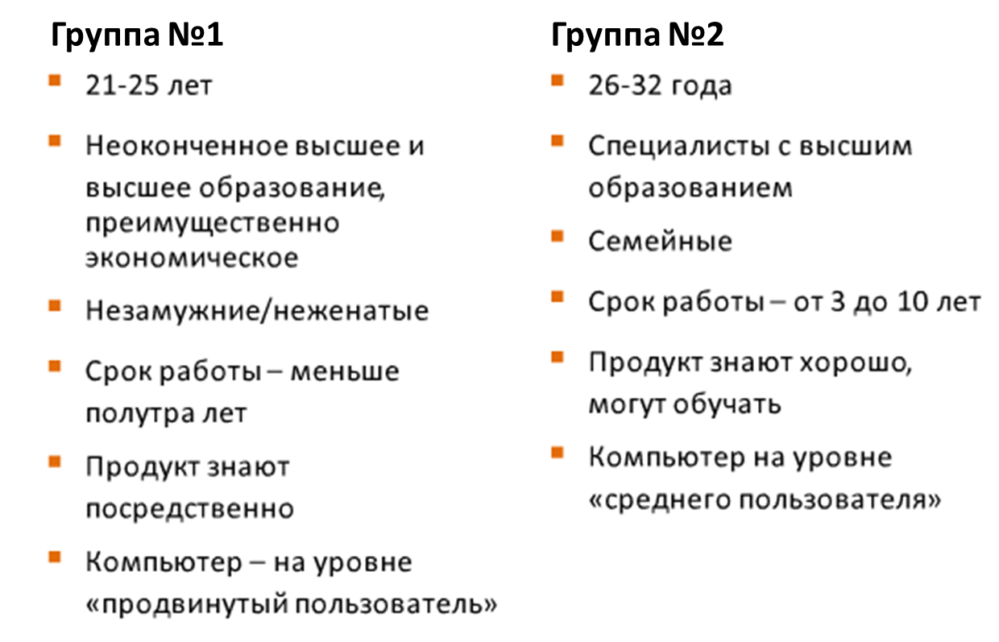 Группа №1
21-25 лет
Неоконченное высшее и
высшее образование,
преимущественно
экономическое
Незамужние/неженатые
Срок работы – меньше
полутра лет
Продукт знают
посредственно
Компьютер – на уровне
«продвинутый пользователь»
Группа №2
26-32 года
Специалисты с высшим
образованием
Семейные
Срок работы – от 3 до 10 лет
Продукт знают хорошо,
могут обучать
Компьютер на уровне
«среднего пользователя»